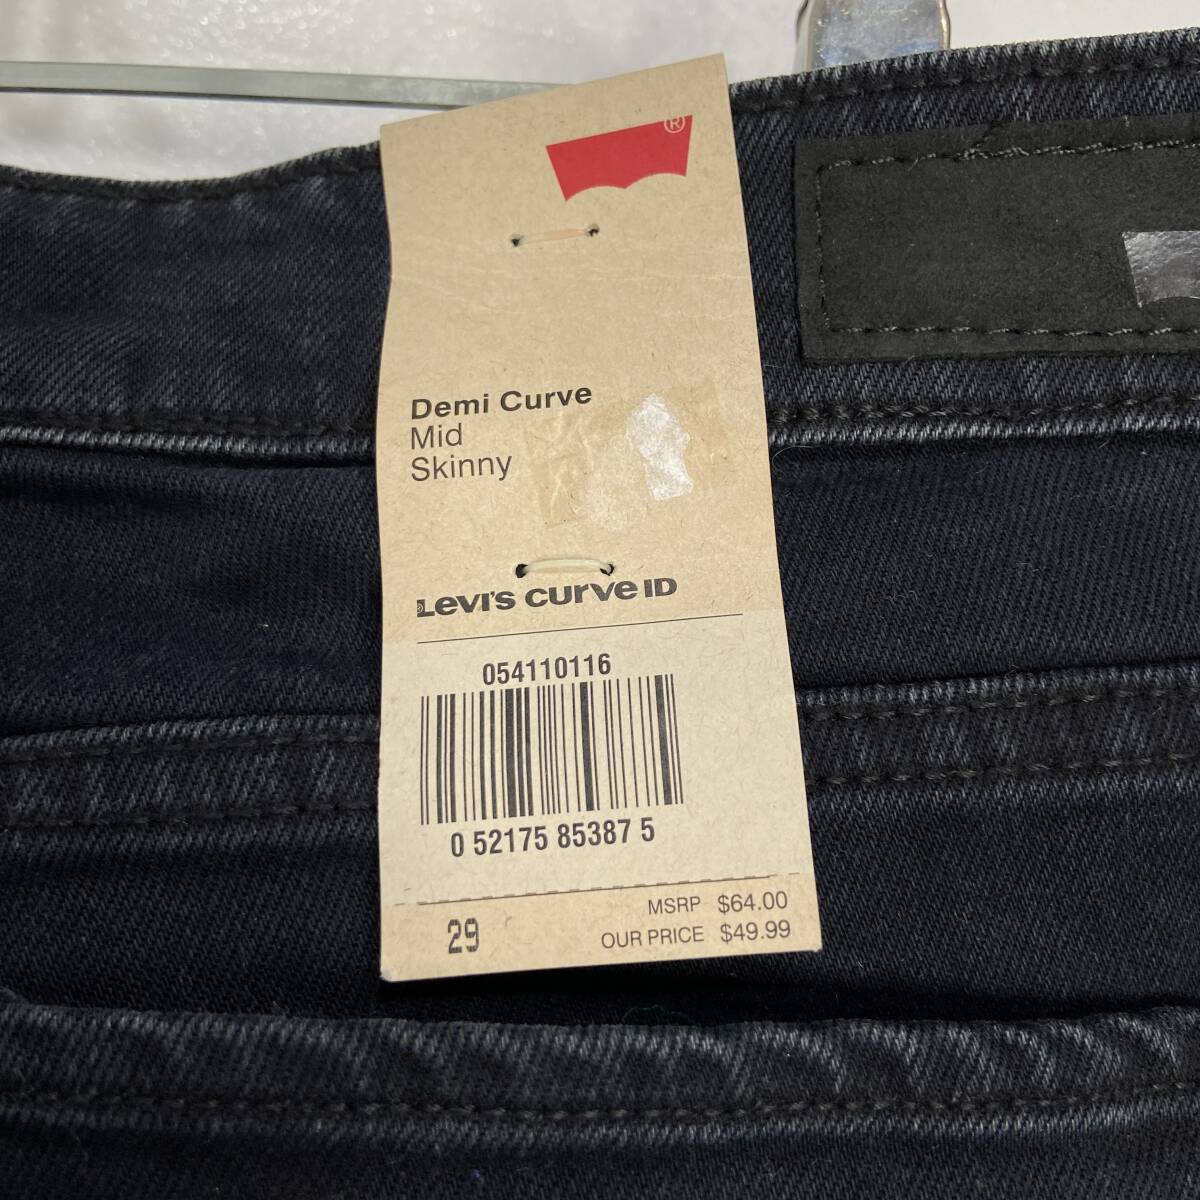 ®
Demi Curve
Mid
Skinny
Levi's curve ID
054110116
0 52175 85387 5
29
MSRP $64.00
OUR PRICE $49.99